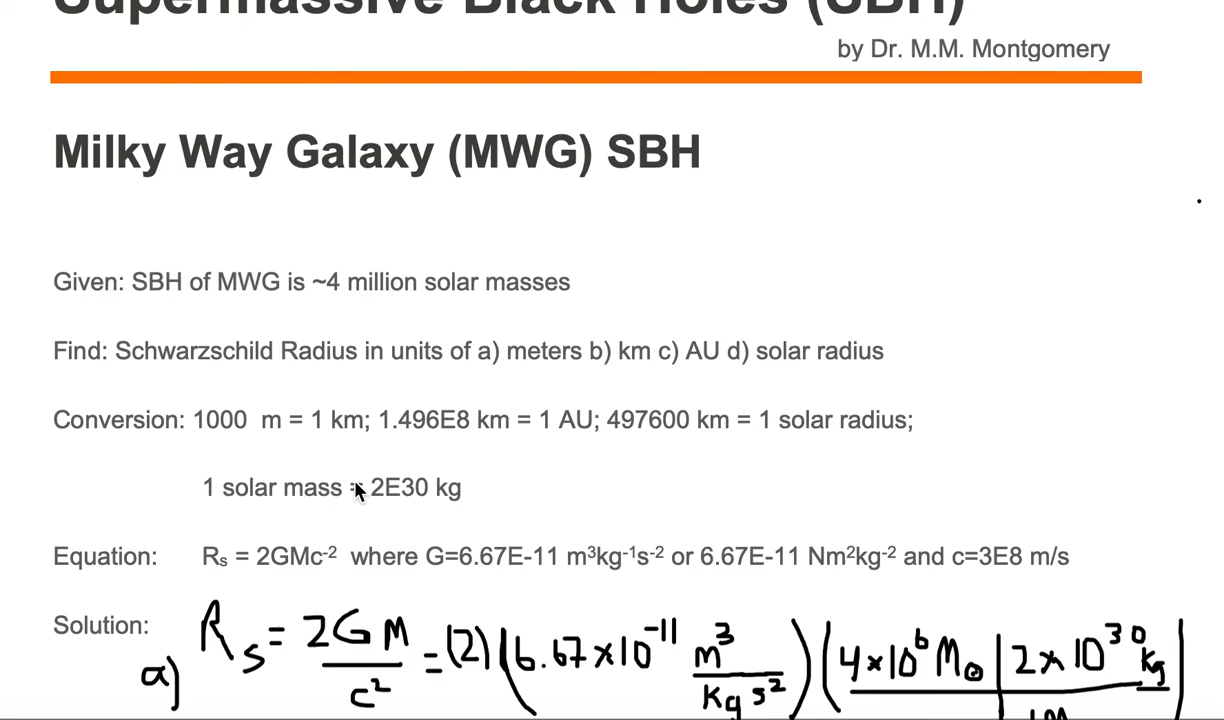 Supermassive Black Holes (SBH)
by Dr. M.M. Montgomery
Milky Way Galaxy (MWG) SBH
Given: SBH of MWG is ~4 million solar masses
Find: Schwarzschild Radius in units of a) meters b) km c) AU d) solar radius
Conversion: 1000 m = 1 km; 1.496E8 km = 1 AU; 497600 km = 1 solar radius;
1 solar mass = 2E30 kg
Equation: Rₛ = 2GMc⁻² where G=6.67E-11 m³kg⁻¹s⁻² or 6.67E-11 Nm²kg⁻² and c=3E8 m/s
Solution:
a) Rₛ = 2GM/c² = (2)(6.67×10⁻¹¹ m³/kg s²)(4×10⁶ M⊙ | 2×10³⁰ kg